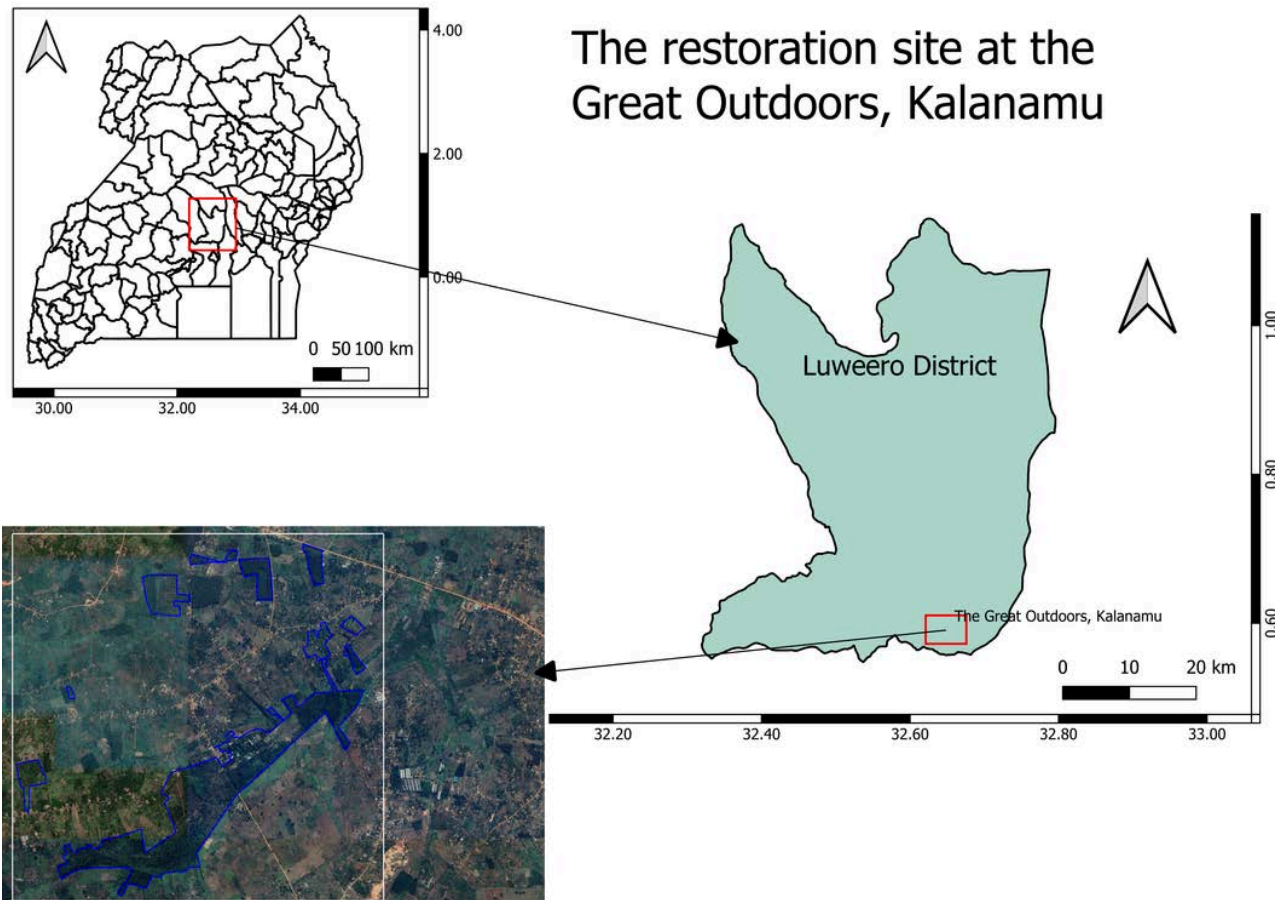 The restoration site at the
Great Outdoors, Kalanamu
4.00
2.00
0.00
0 50 100 km
30.00 32.00 34.00
Luweero District
The Great Outdoors, Kalanamu
0 10 20 km
1.00
0.80
0.60
32.20 32.40 32.60 32.80 33.00